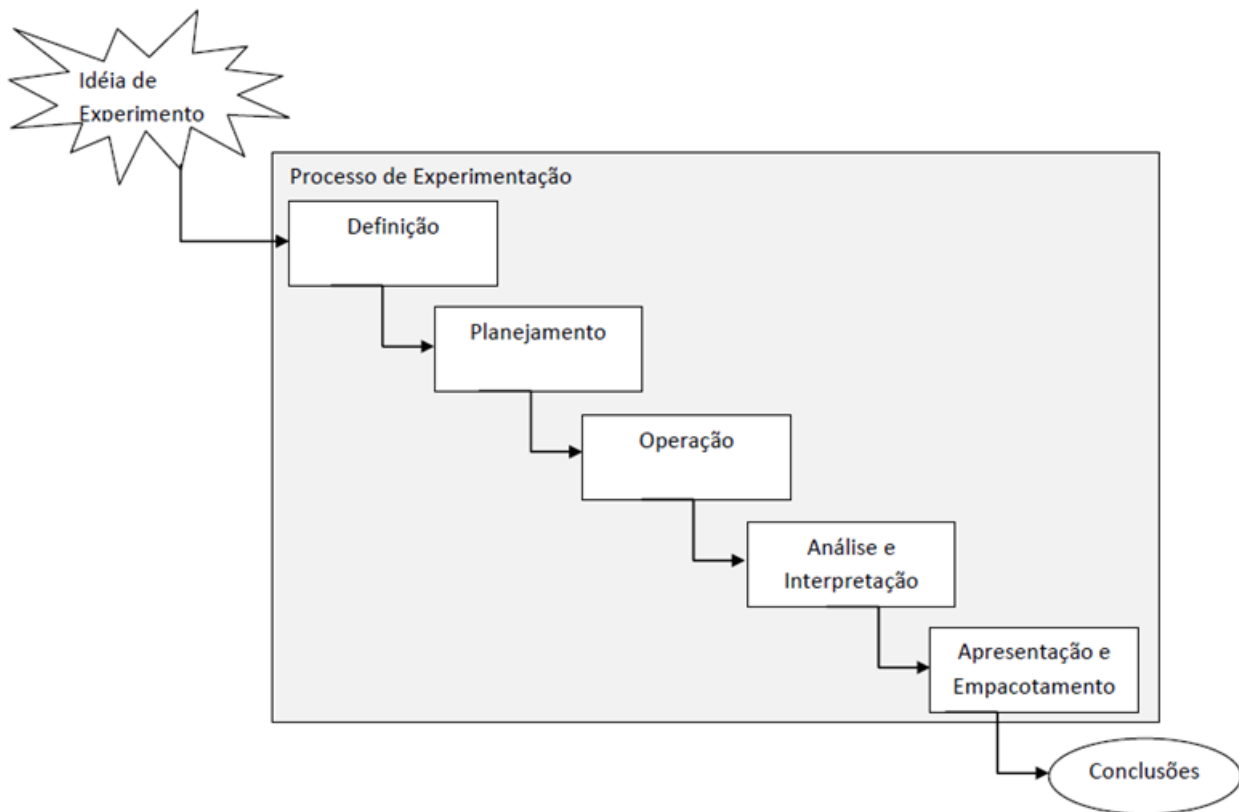 Idéia de
Experimento
Processo de Experimentação
Definição
Planejamento
Operação
Análise e
Interpretação
Apresentação e
Empacotamento
Conclusões